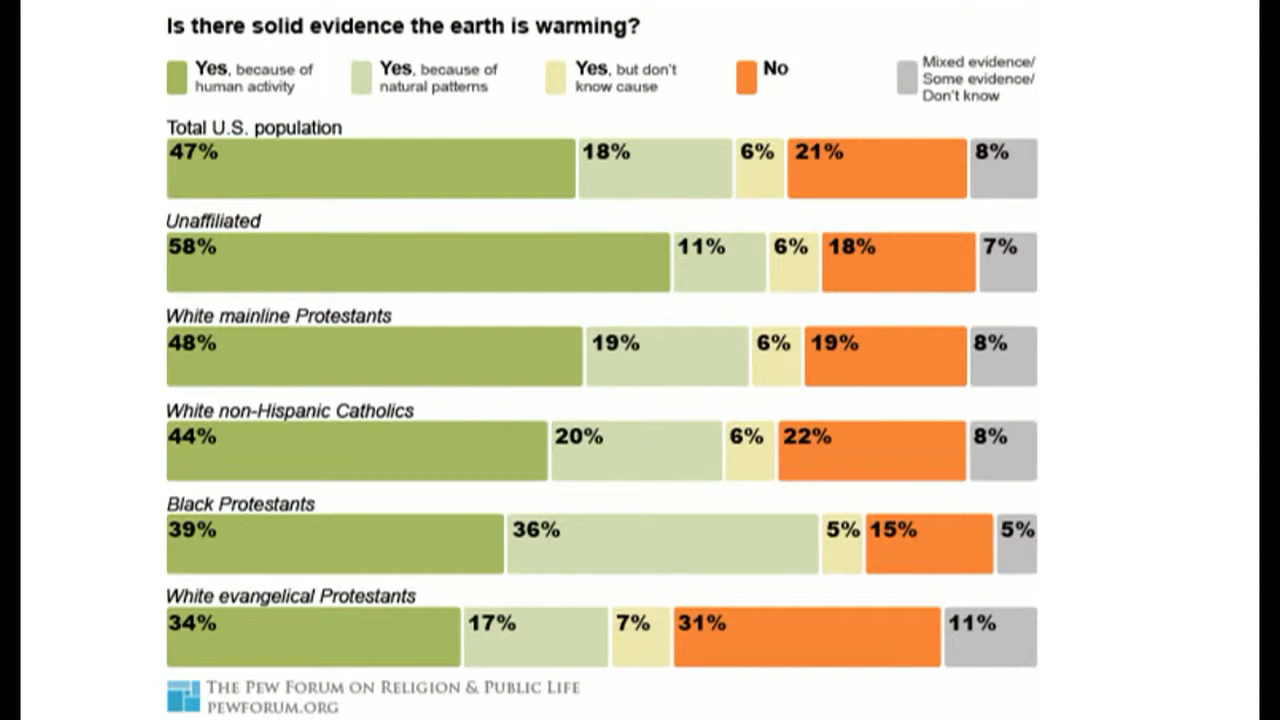 Is there solid evidence the earth is warming?
Yes, because of
human activity
Yes, because of
natural patterns
Yes, but don't
know cause
No
Mixed evidence/
Some evidence/
Don't know
Total U.S. population
47% 18% 6% 21% 8%
Unaffiliated
58% 11% 6% 18% 7%
White mainline Protestants
48% 19% 6% 19% 8%
White non-Hispanic Catholics
44% 20% 6% 22% 8%
Black Protestants
39% 36% 5% 15% 5%
White evangelical Protestants
34% 17% 7% 31% 11%
THE PEW FORUM ON RELIGION & PUBLIC LIFE
PEWFORUM.ORG